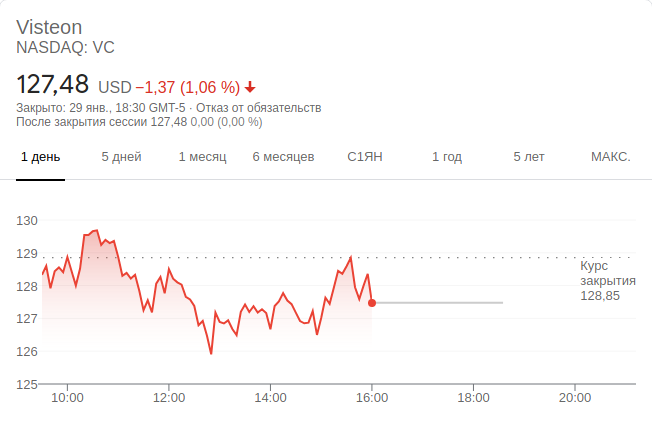 Visteon
NASDAQ: VC
127,48 USD −1,37 (1,06 %)
Закрыто: 29 янв., 18:30 GMT-5 · Отказ от обязательств
После закрытия сессии 127,48 0,00 (0,00 %)
1 день 5 дней 1 месяц 6 месяцев С1ЯН 1 год 5 лет МАКС.
130
129
128
127
126
125
Курс
закрытия
128,85
10:00 12:00 14:00 16:00 18:00 20:00